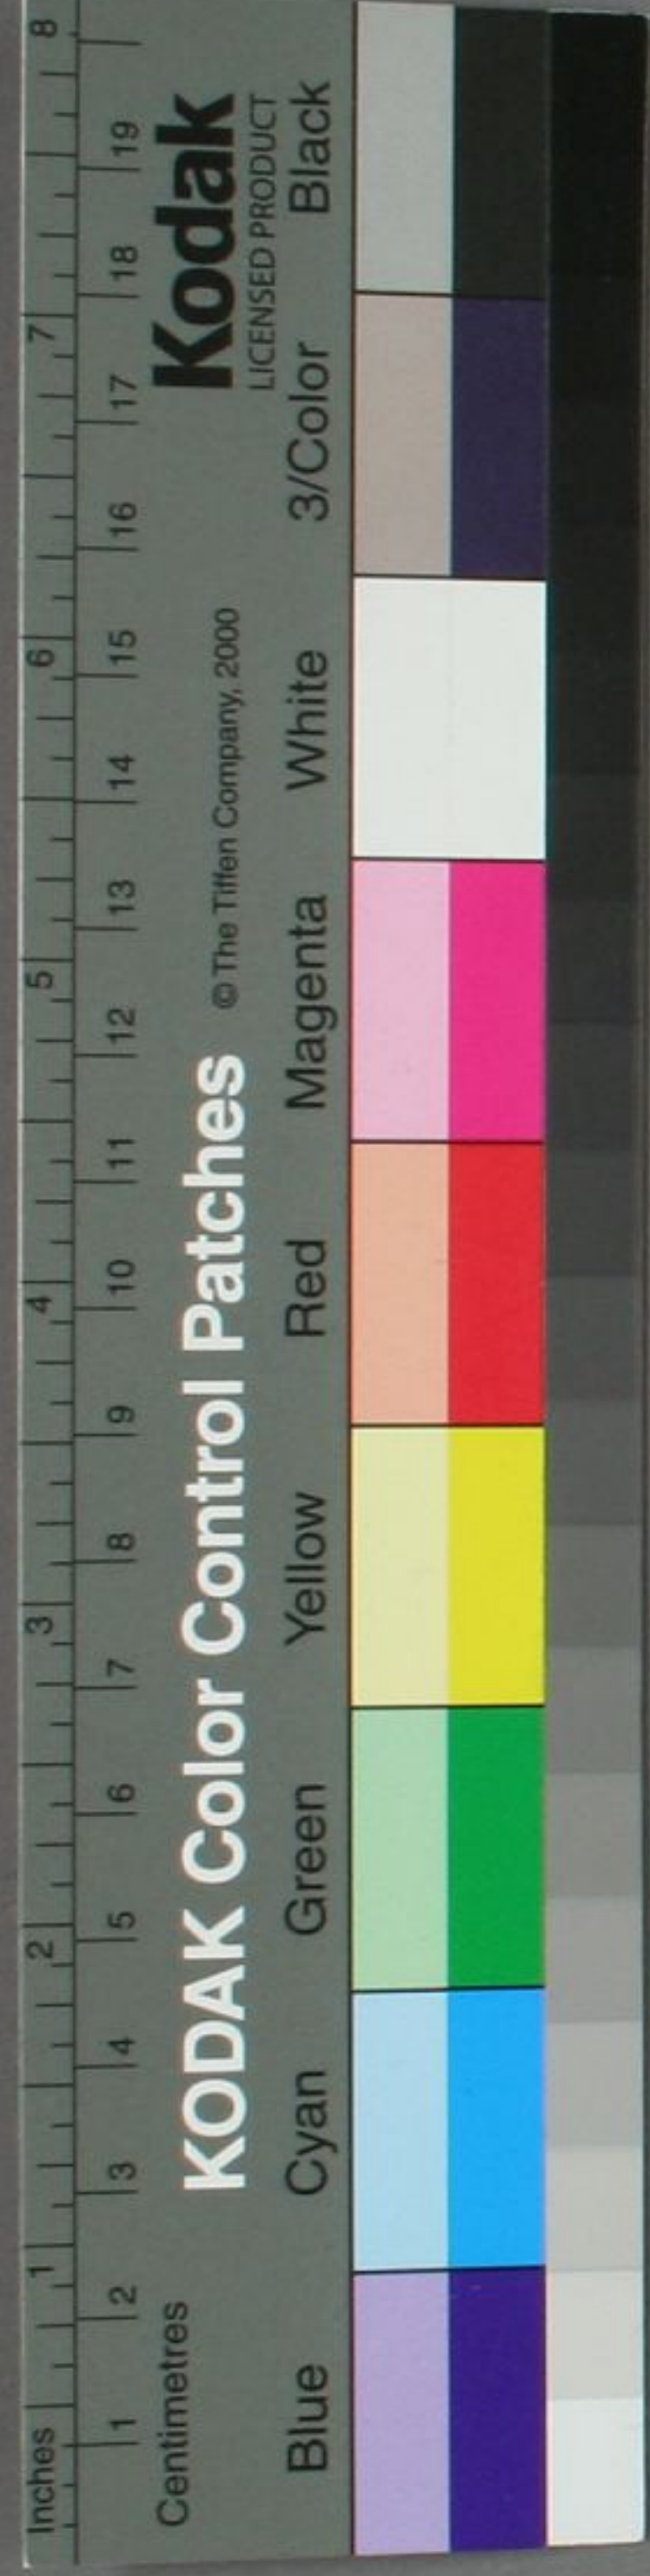 Inches 1 2 3 4 5 6 7 8
1 2 3 4 5 6 7 8 9 10 11 12 13 14 15 16 17 18 19
Centimetres
KODAK Color Control Patches © The Tiffen Company, 2000 Kodak
LICENSED PRODUCT
Blue Cyan Green Yellow Red Magenta White 3/Color Black